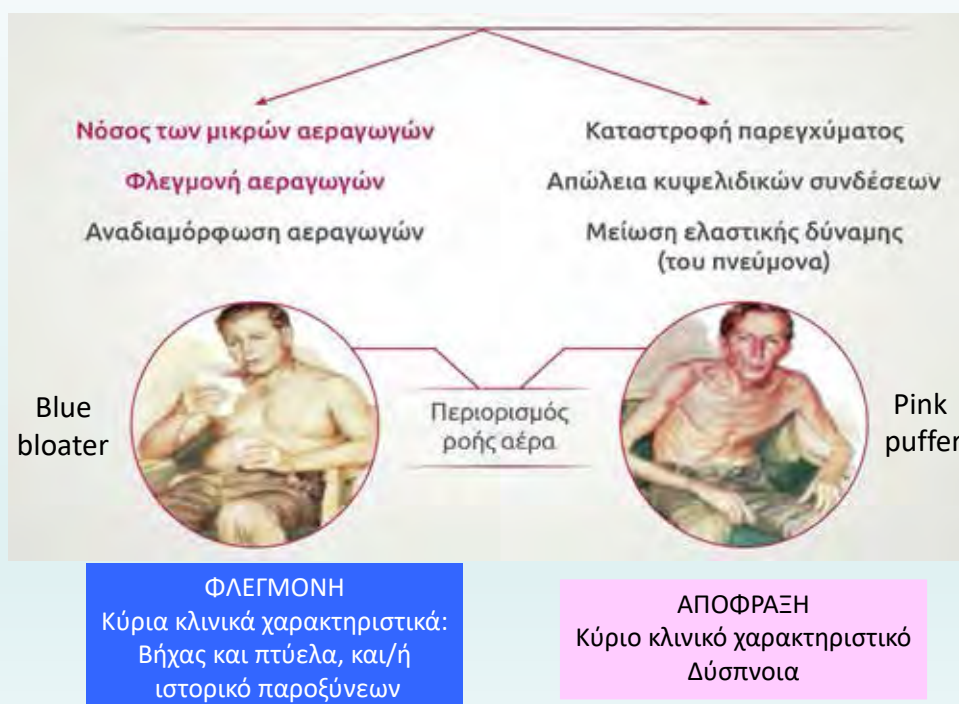 Νόσος των μικρών αεραγωγών
Φλεγμονή αεραγωγών
Αναδιαμόρφωση αεραγωγών
Καταστροφή παρεγχύματος
Απώλεια κυψελιδικών συνδέσεων
Μείωση ελαστικής δύναμης
(του πνεύμονα)
Blue
bloater
Περιορισμός
ροής αέρα
Pink
puffer
ΦΛΕΓΜΟΝΗ
Κύρια κλινικά χαρακτηριστικά:
Βήχας και πτύελα, και/ή
ιστορικό παροξύνεων
ΑΠΟΦΡΑΞΗ
Κύριο κλινικό χαρακτηριστικό
Δύσπνοια